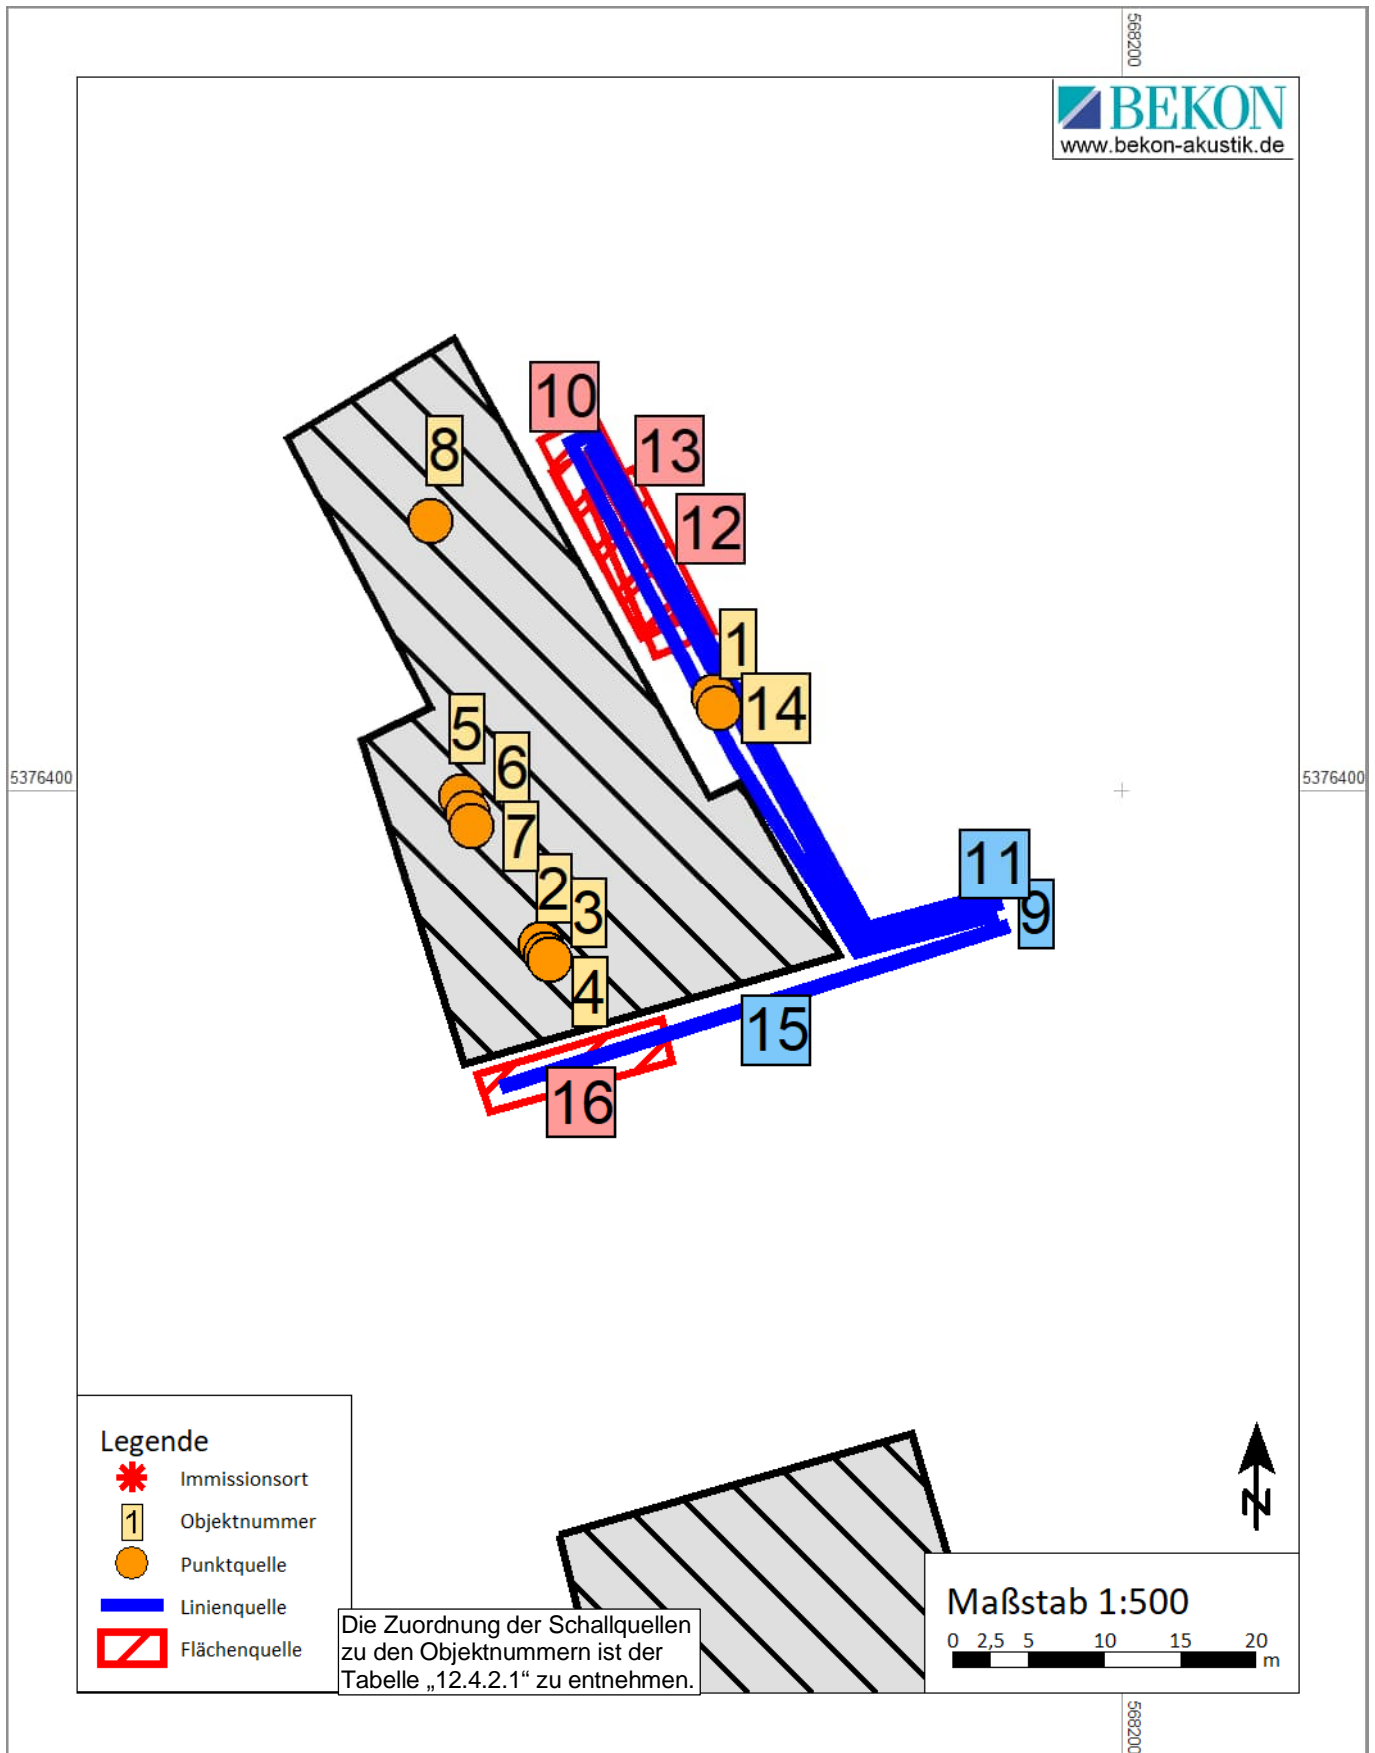 568200
BEKON
www.bekon-akustik.de
10
13
8
12
1
14
5
6
5376400
5376400
7
11
2
3
9
4
15
16
Legende
Immissionsort
1 Objektnummer
Punktquelle
Linienquelle
Flächenquelle
Die Zuordnung der Schallquellen
zu den Objektnummern ist der
Tabelle „12.4.2.1“ zu entnehmen.
N
Maßstab 1:500
0 2,5 5 10 15 20
m
568200